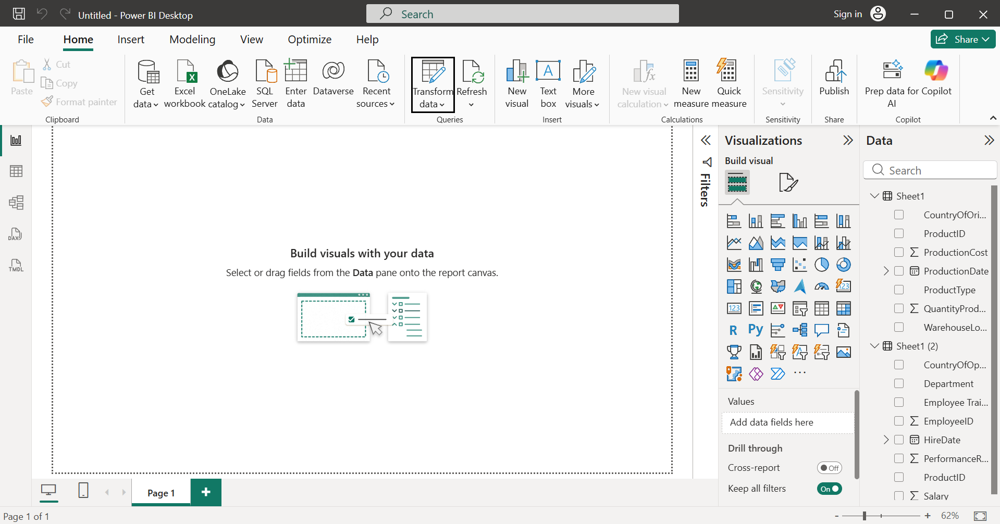 Untitled - Power BI Desktop
Search
Sign in
File
Home
Insert
Modeling
View
Optimize
Help
Share
Paste
Cut
Copy
Format painter
Clipboard
Get
data
Excel
workbook
OneLake
catalog
SQL
Server
Enter
data
Dataverse
Recent
sources
Data
Transform
data
Refresh
Queries
New
visual
Text
box
More
visuals
Insert
New visual
calculation
New
measure
Quick
measure
Calculations
Sensitivity
Sensitivity
Publish
Share
Prep data for
AI
Copilot
Copilot
DAX
TMDL
Build visuals with your data
Select or drag fields from the Data pane onto the report canvas.
Filters
Visualizations
Build visual
123
123
R
Py
Values
Add data fields here
Drill through
Cross-report
Off
Keep all filters
On
Data
Search
Sheet1
CountryOfOri...
ProductID
ProductionCost
ProductionDate
ProductType
QuantityProd...
WarehouseLo...
Sheet1 (2)
CountryOfOp...
Department
Employee Trai...
EmployeeID
HireDate
PerformanceR...
ProductID
Salary
Page 1
Page 1 of 1
- + 62%